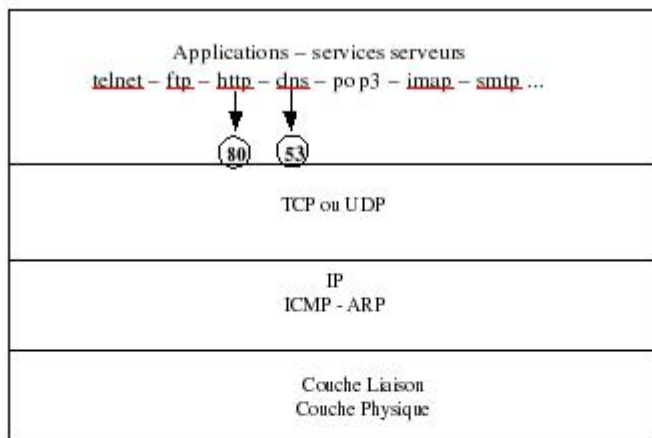 Applications – services serveurs
telnet – ftp – http – dns – pop3 – imap – smtp ...
80 53
TCP ou UDP
IP
ICMP - ARP
Couche Liaison
Couche Physique